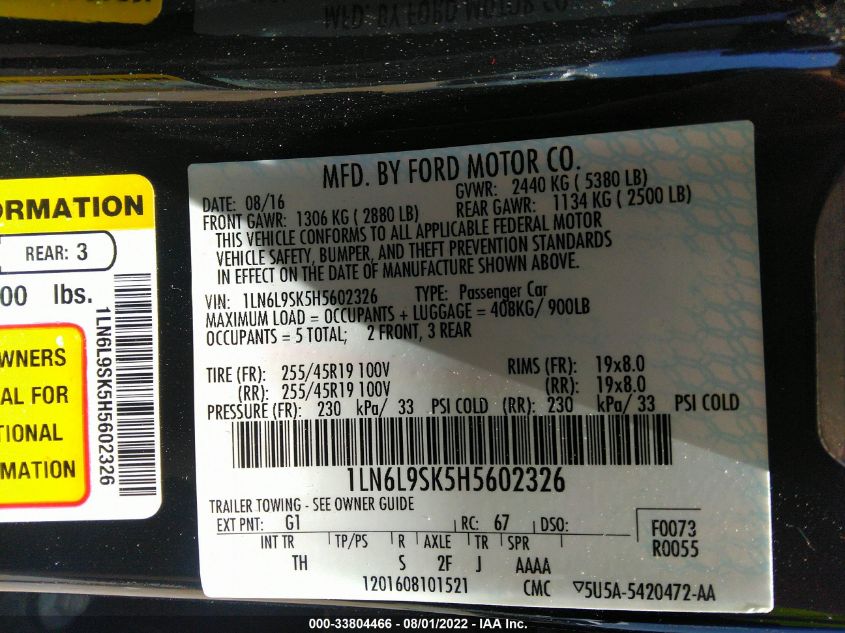 MFD. BY FORD MOTOR CO.
ORMATION
REAR: 3
00 lbs.
WNERS
AL FOR
TIONAL
MATION
1LN6L9SK5H5602326
MFD. BY FORD MOTOR CO.
DATE: 08/16 GVWR: 2440 KG ( 5380 LB)
FRONT GAWR: 1306 KG ( 2880 LB) REAR GAWR: 1134 KG ( 2500 LB)
THIS VEHICLE CONFORMS TO ALL APPLICABLE FEDERAL MOTOR
VEHICLE SAFETY, BUMPER, AND THEFT PREVENTION STANDARDS
IN EFFECT ON THE DATE OF MANUFACTURE SHOWN ABOVE.
VIN: 1LN6L9SK5H5602326 TYPE: Passenger Car
MAXIMUM LOAD = OCCUPANTS + LUGGAGE = 408KG/ 900LB
OCCUPANTS = 5 TOTAL; 2 FRONT, 3 REAR
TIRE (FR): 255/45R19 100V RIMS (FR): 19x8.0
(RR): 255/45R19 100V (RR): 19x8.0
PRESSURE (FR): 230 kPa/ 33 PSI COLD (RR): 230 kPa/ 33 PSI COLD
1LN6L9SK5H5602326
TRAILER TOWING - SEE OWNER GUIDE
EXT PNT: G1 RC: 67 DSO: F0073
INT TR TP/PS R AXLE TR SPR R0055
TH S 2F J AAAA
1201608101521 CMC ▽5U5A-5420472-AA
000-33804466 - 08/01/2022 - IAA Inc.